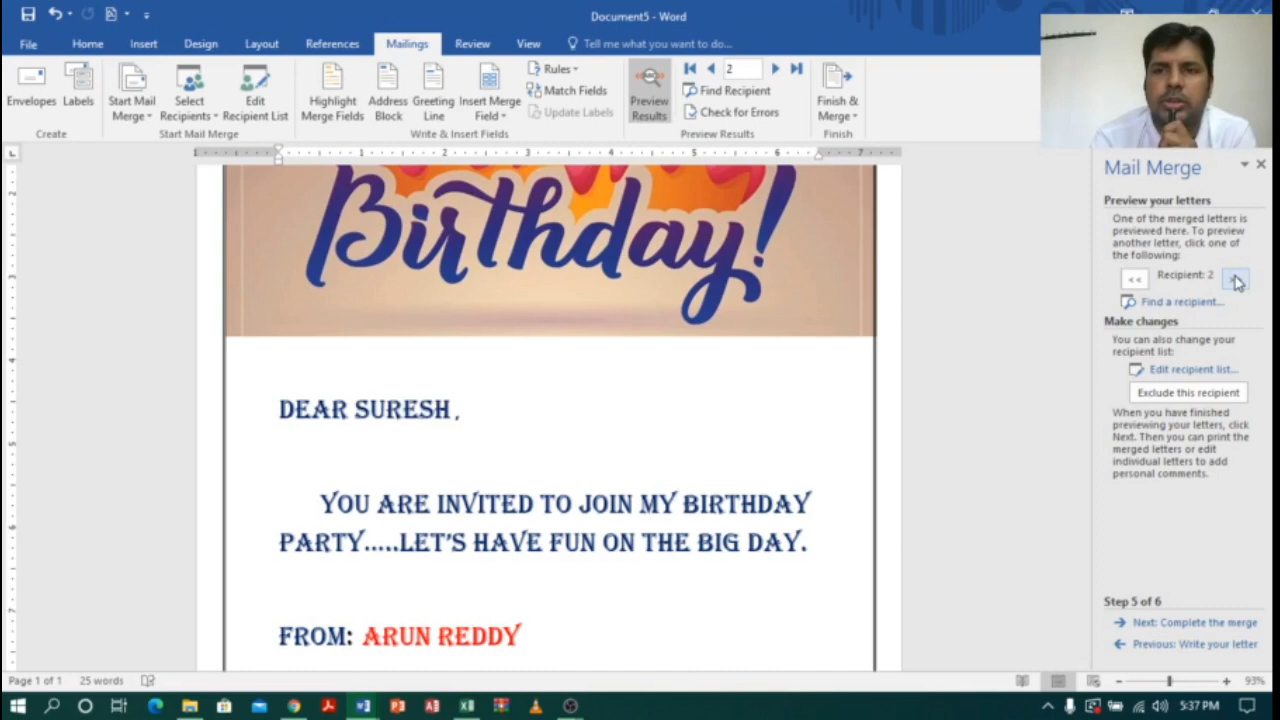 Document5 - Word
File Home Insert Design Layout References Mailings Review View Tell me what you want to do...
Envelopes Labels Start Mail Merge Select Recipients Edit Recipient List Highlight Merge Fields Address Block Greeting Line Insert Merge Field Rules Match Fields Update Labels Preview Results 2 Find Recipient Check for Errors Finish & Merge
Create Start Mail Merge Write & Insert Fields Preview Results Finish
1 1 2 3 4 5 6 7
Birthday!
DEAR SURESH,
YOU ARE INVITED TO JOIN MY BIRTHDAY
PARTY.....LET'S HAVE FUN ON THE BIG DAY.
FROM: ARUN REDDY
Mail Merge
Preview your letters
One of the merged letters is
previewed here. To preview
another letter, click one of
the following:
<< Recipient: 2
Find a recipient...
Make changes
You can also change your
recipient list:
Edit recipient list...
Exclude this recipient
When you have finished
previewing your letters, click
Next. Then you can print the
merged letters or edit
individual letters to add
personal comments.
Step 5 of 6
Next: Complete the merge
Previous: Write your letter
Page 1 of 1 25 words 93%
5:37 PM